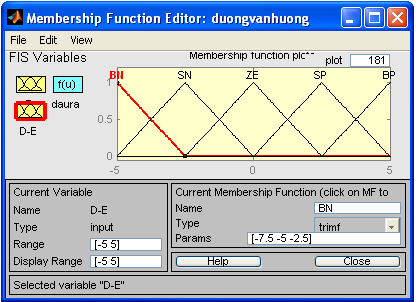 Membership Function Editor: duongvanhuong
File Edit View
FIS Variables
f(u)
daura
D-E
Membership function plots
plot 181
BN SN ZE SP BP
1
0.5
0
-5 0 5
Current Variable
Name D-E
Type input
Range [-5 5]
Display Range [-5 5]
Current Membership Function (click on MF to
Name BN
Type trimf
Params [-7.5 -5 -2.5]
Help Close
Selected variable "D-E"